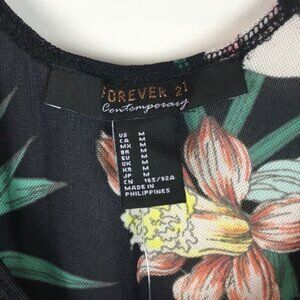 FOREVER 21
Contemporary
US M
CA M
MX M
BR M
EU M
UK M
KR M
JP M
CN 165/92A
MADE IN
PHILIPPINES